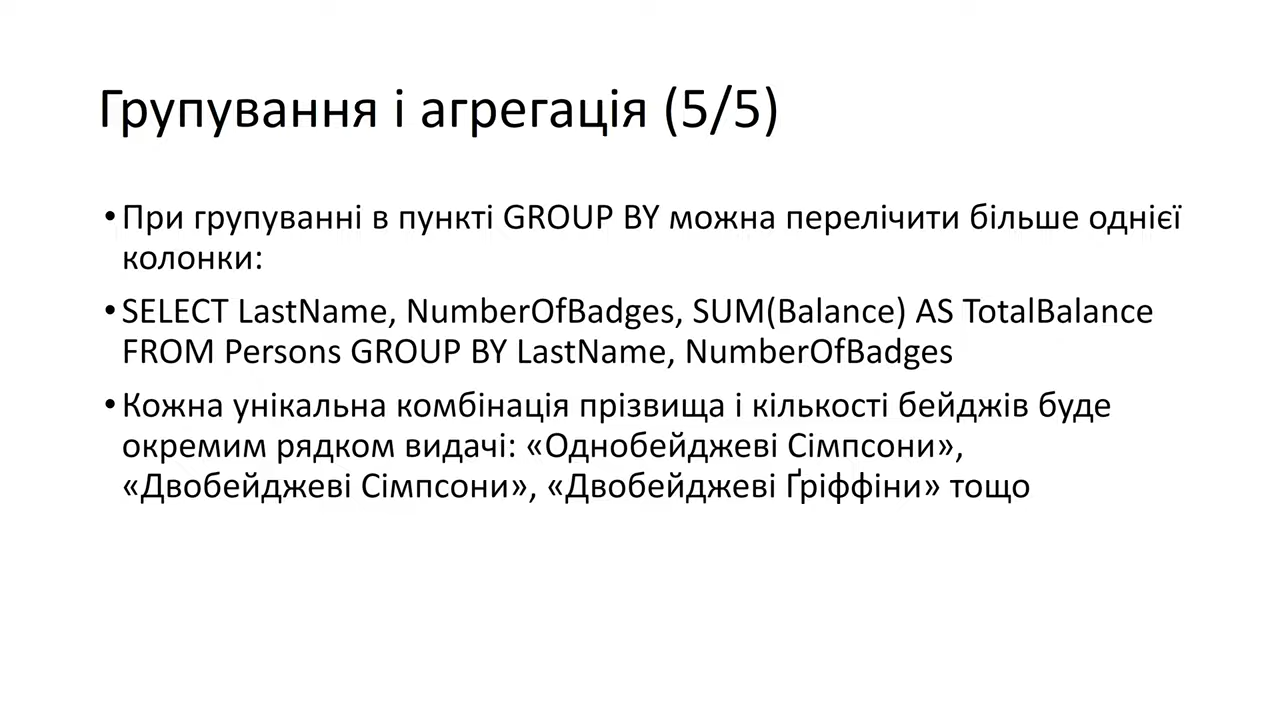 Групування і агрегація (5/5)
•При групуванні в пункті GROUP BY можна перелічити більше однієї
колонки:
•SELECT LastName, NumberOfBadges, SUM(Balance) AS TotalBalance
FROM Persons GROUP BY LastName, NumberOfBadges
•Кожна унікальна комбінація прізвища і кількості бейджів буде
окремим рядком видачі: «Однобейджеві Сімпсони»,
«Двобейджеві Сімпсони», «Двобейджеві Ґріффіни» тощо